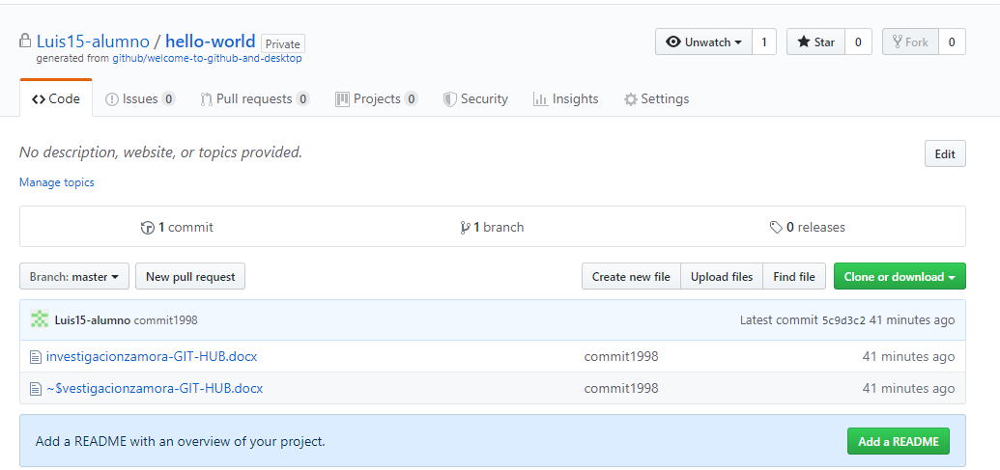 Luis15-alumno / hello-world Private Unwatch 1 Star 0 Fork 0
generated from github/welcome-to-github-and-desktop
Code Issues 0 Pull requests 0 Projects 0 Security Insights Settings
No description, website, or topics provided. Edit
Manage topics
1 commit 1 branch 0 releases
Branch: master New pull request Create new file Upload files Find file Clone or download
Luis15-alumno commit1998 Latest commit 5c9d3c2 41 minutes ago
investigacionzamora-GIT-HUB.docx commit1998 41 minutes ago
~$vestigacionzamora-GIT-HUB.docx commit1998 41 minutes ago
Add a README with an overview of your project. Add a README